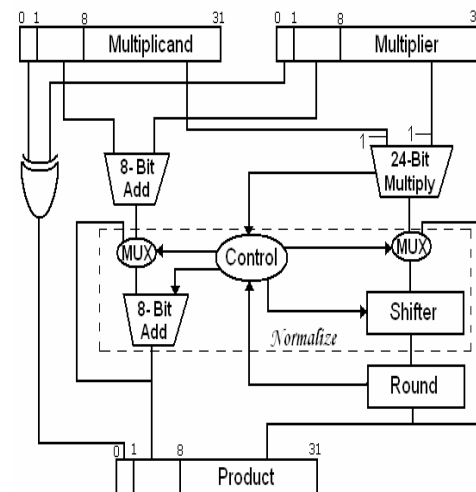 0 1 8 31
Multiplicand
0 1 8
Multiplier
1
1
8- Bit
Add
24-Bit
Multiply
MUX
Control
MUX
8-Bit
Add
Shifter
Normalize
Round
0 1 8 31
Product